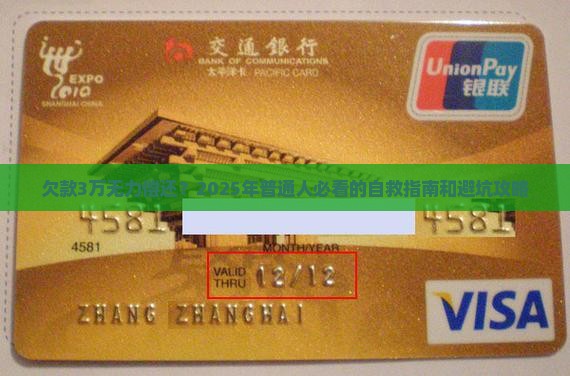 EXPO
2010
SHANGHAI CHINA
交通銀行
BANK OF COMMUNICATIONS
太平洋卡 PACIFIC CARD
UnionPay
银联
欠款3万无力偿还？2025年普通人必看的自救指南和避坑攻略
4581 4581
4581
MONTH/YEAR
VALID
THRU 12/12
ZHANG ZHANGHAI
VISA